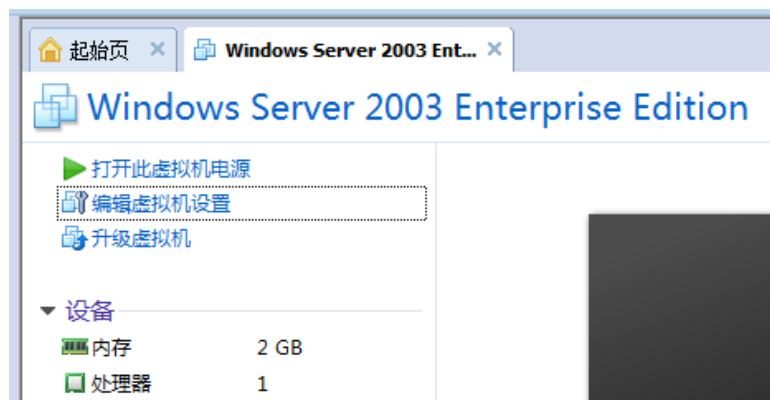 起始页 × Windows Server 2003 Ent... ×
Windows Server 2003 Enterprise Edition
打开此虚拟机电源
编辑虚拟机设置
升级虚拟机
设备
内存 2 GB
处理器 1